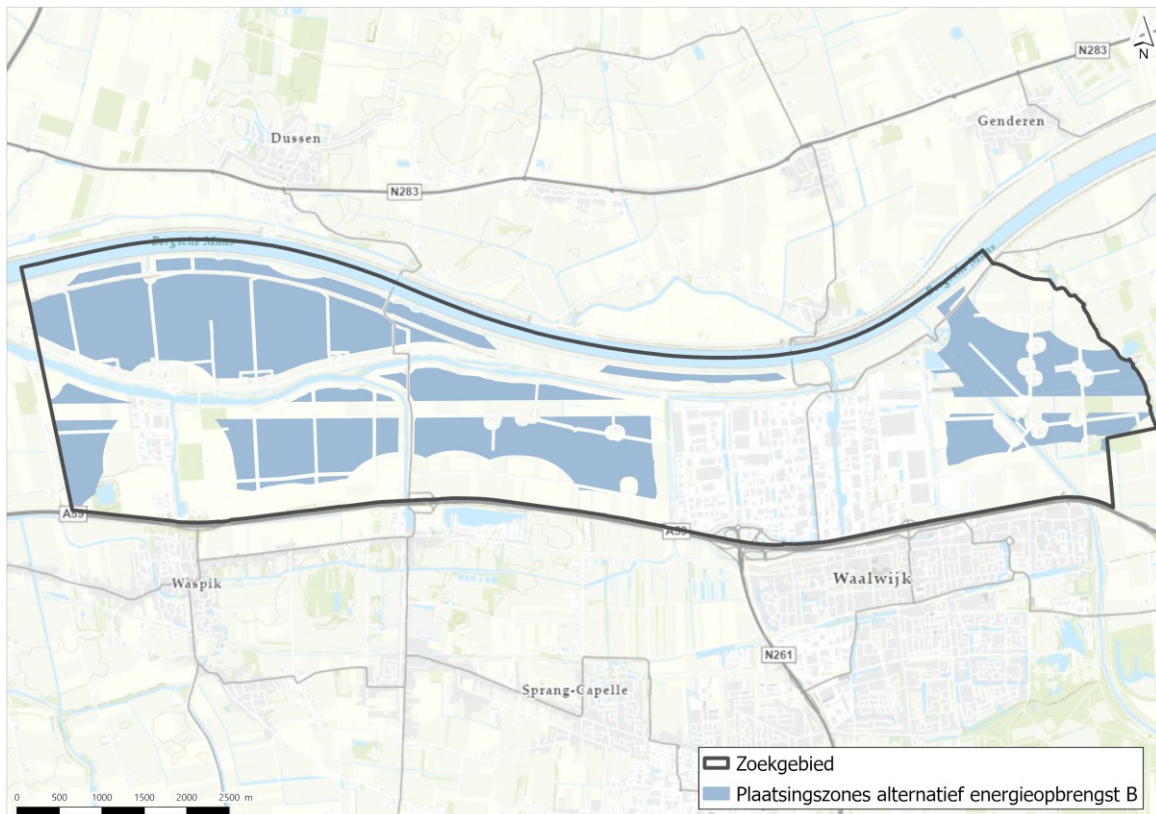 N283
N
Genderen
Dussen
N283
Bergsche Maas
Bergsche Maas
A59
A59
Waspik
Waalwijk
N261
Sprang-Capelle
Zoekgebied
Plaatsingszones alternatief energieopbrengst B
0 500 1000 1500 2000 2500 m